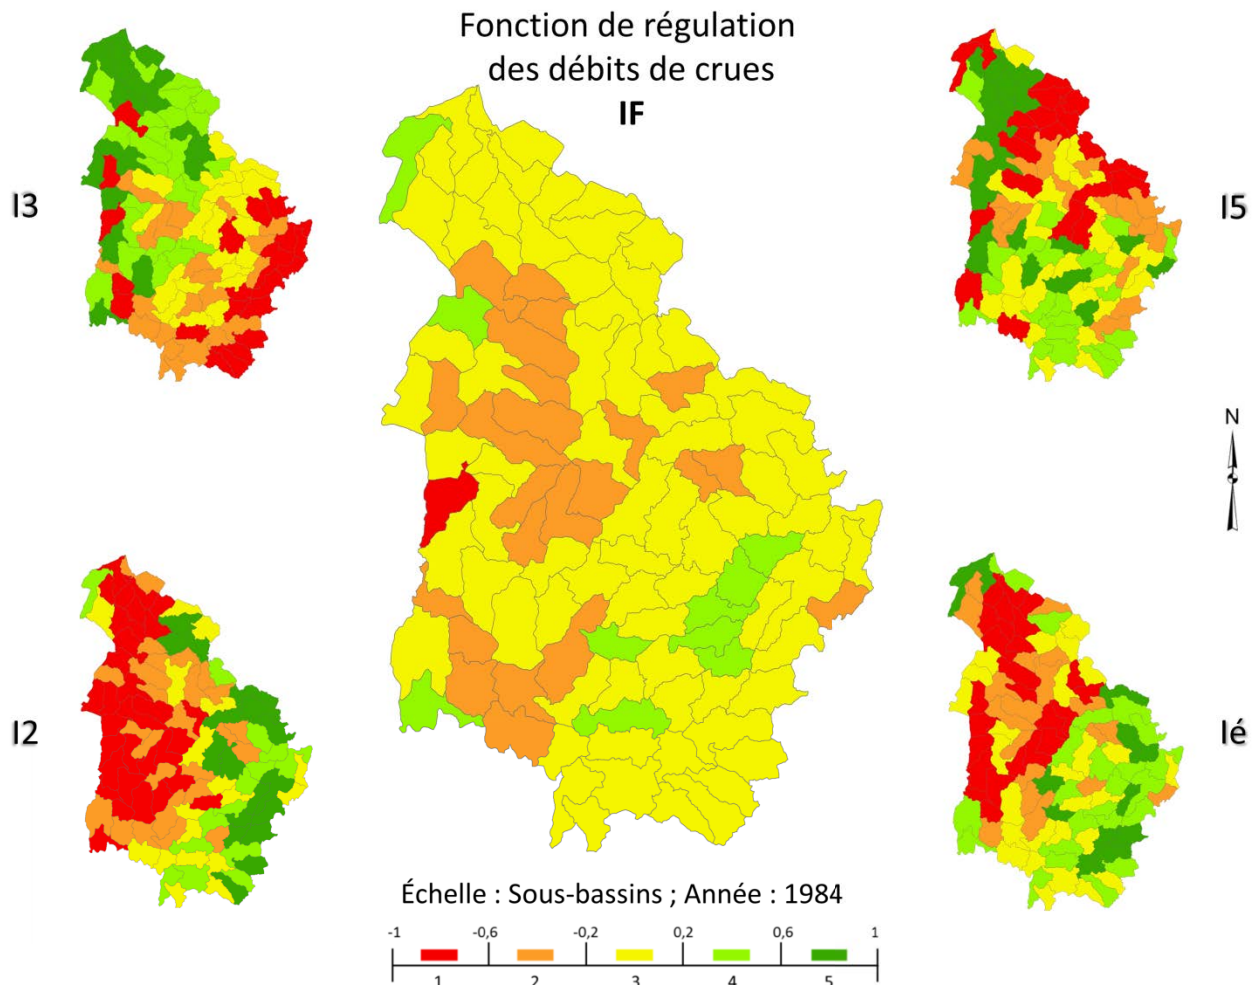 Fonction de régulation
des débits de crues
IF
I3
I5
N
I2
Ié
Échelle : Sous-bassins ; Année : 1984
-1 -0,6 -0,2 0,2 0,6 1
1 2 3 4 5